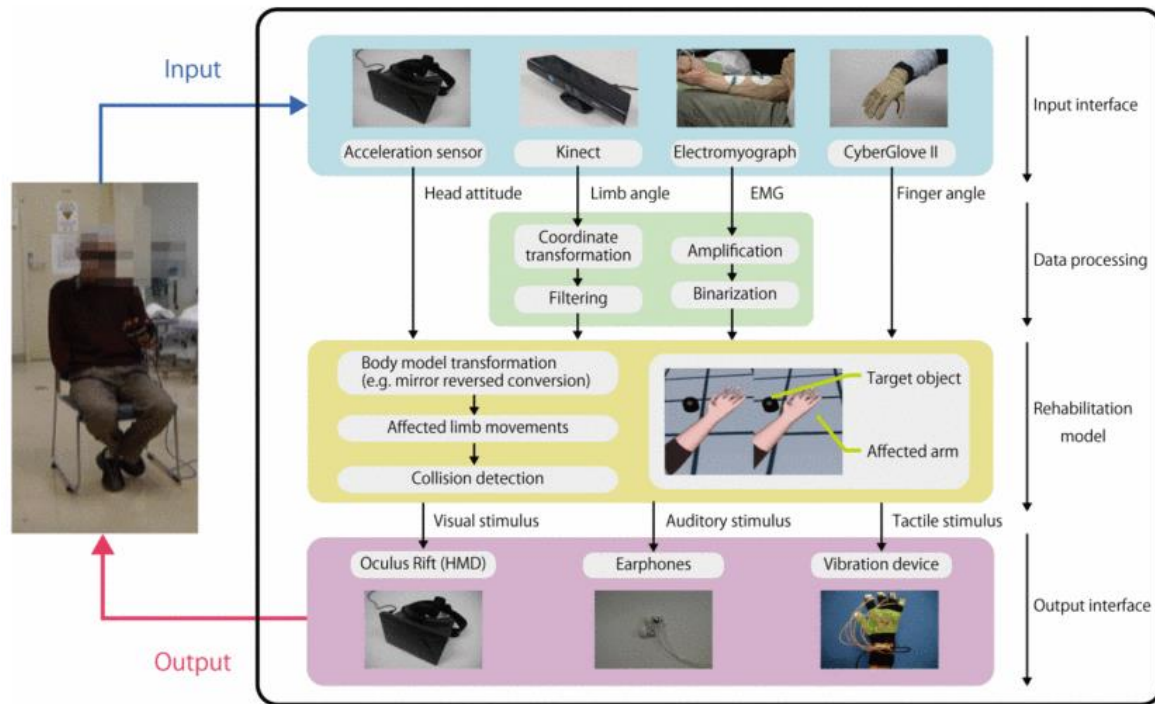 Input
Acceleration sensor
Kinect
Electromyograph
CyberGlove II
Input interface
Head attitude
Limb angle
EMG
Finger angle
Coordinate
transformation
Filtering
Amplification
Binarization
Data processing
Body model transformation
(e.g. mirror reversed conversion)
Affected limb movements
Collision detection
Target object
Affected arm
Rehabilitation
model
Visual stimulus
Auditory stimulus
Tactile stimulus
Oculus Rift (HMD)
Earphones
Vibration device
Output interface
Output